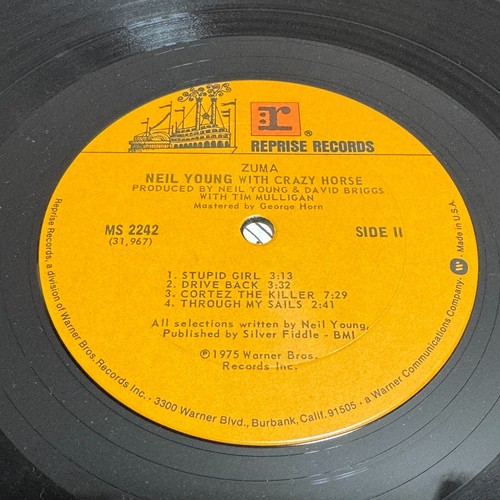 r
®
REPRISE RECORDS
ZUMA
NEIL YOUNG WITH CRAZY HORSE
PRODUCED BY NEIL YOUNG & DAVID BRIGGS
WITH TIM MULLIGAN
Mastered by George Horn
MS 2242
(31,967)
SIDE II
1. STUPID GIRL 3:13
2. DRIVE BACK 3:32
3. CORTEZ THE KILLER 7:29
4. THROUGH MY SAILS 2:41
All selections written by Neil Young,
Published by Silver Fiddle - BMI
℗1975 Warner Bros.
Records Inc.
Reprise Records, a division of Warner Bros. Records Inc. • 3300 Warner Blvd., Burbank, Calif. 91505 • a Warner Communications Company. W • Made in U.S.A.